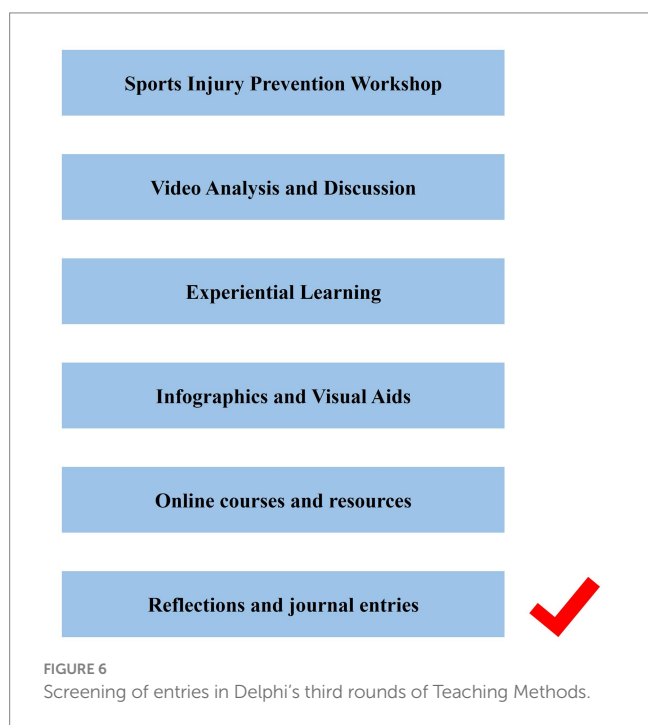 Sports Injury Prevention Workshop
Video Analysis and Discussion
Experiential Learning
Infographics and Visual Aids
Online courses and resources
Reflections and journal entries
FIGURE 6
Screening of entries in Delphi’s third rounds of Teaching Methods.